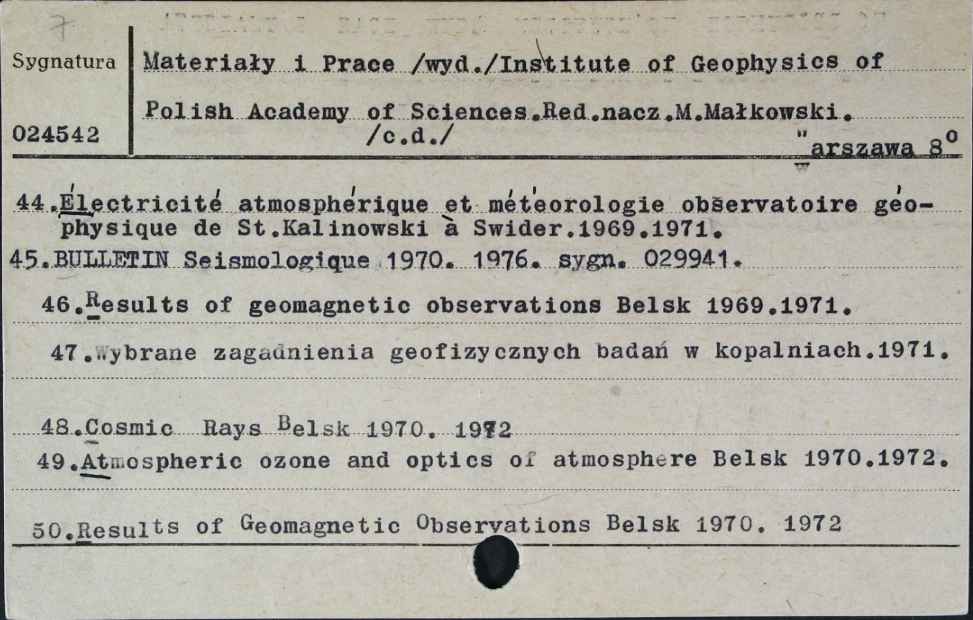 7
Sygnatura
Materiały i Prace /wyd./Institute of Geophysics of
Polish Academy of Sciences.Red.nacz.M.Małkowski.
024542
/c.d./
Warszawa 8º
44.Électricité atmosphérique et météorologie observatoire géo-
physique de St.Kalinowski à Swider.1969.1971.
45.BULLETIN Seismologique 1970. 1976. sygn. 029941.
46.Results of geomagnetic observations Belsk 1969.1971.
47.Wybrane zagadnienia geofizycznych badań w kopalniach.1971.
48.Cosmic Rays Belsk 1970. 1972
49.Atmospheric ozone and optics of atmosphere Belsk 1970.1972.
50.Results of Geomagnetic Observations Belsk 1970. 1972